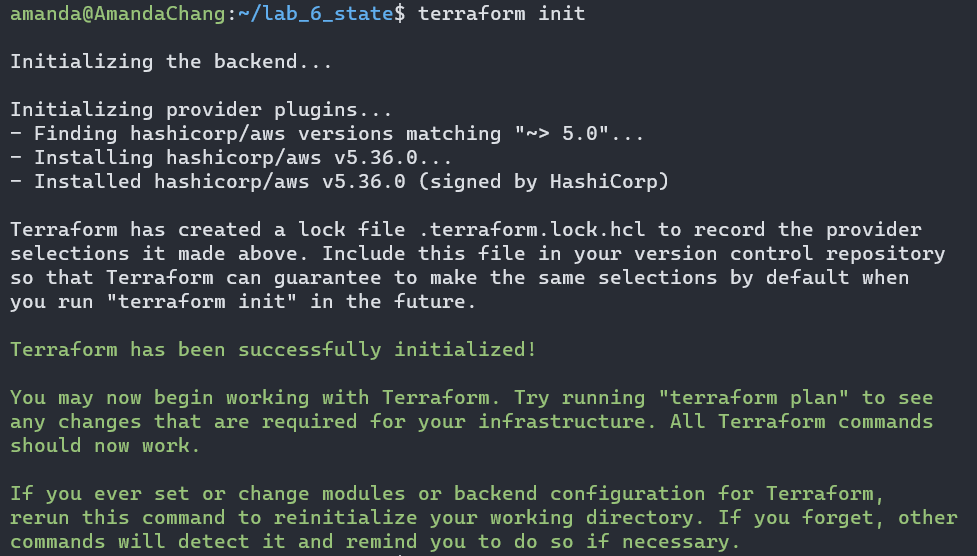 amanda@AmandaChang:~/lab_6_state$ terraform init
Initializing the backend...
Initializing provider plugins...
- Finding hashicorp/aws versions matching "~> 5.0"...
- Installing hashicorp/aws v5.36.0...
- Installed hashicorp/aws v5.36.0 (signed by HashiCorp)
Terraform has created a lock file .terraform.lock.hcl to record the provider
selections it made above. Include this file in your version control repository
so that Terraform can guarantee to make the same selections by default when
you run "terraform init" in the future.
Terraform has been successfully initialized!
You may now begin working with Terraform. Try running "terraform plan" to see
any changes that are required for your infrastructure. All Terraform commands
should now work.
If you ever set or change modules or backend configuration for Terraform,
rerun this command to reinitialize your working directory. If you forget, other
commands will detect it and remind you to do so if necessary.